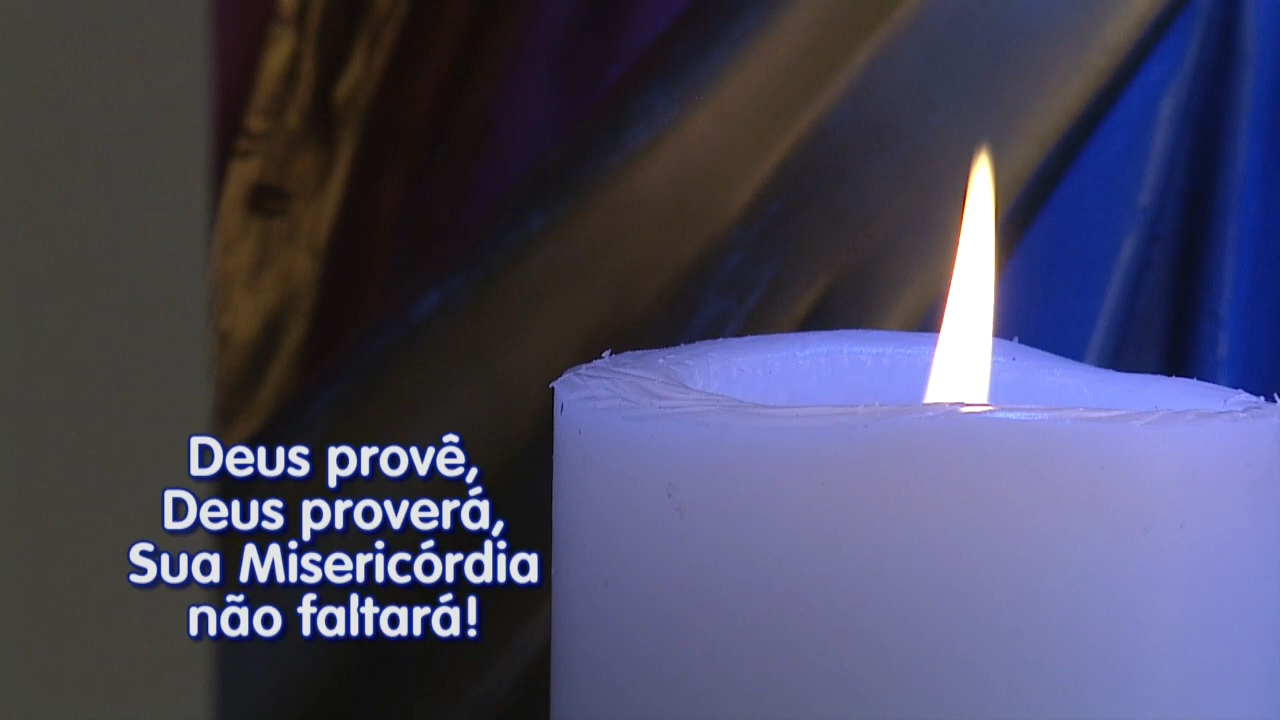 Deus provê,
Deus proverá,
Sua Misericórdia
não faltará!